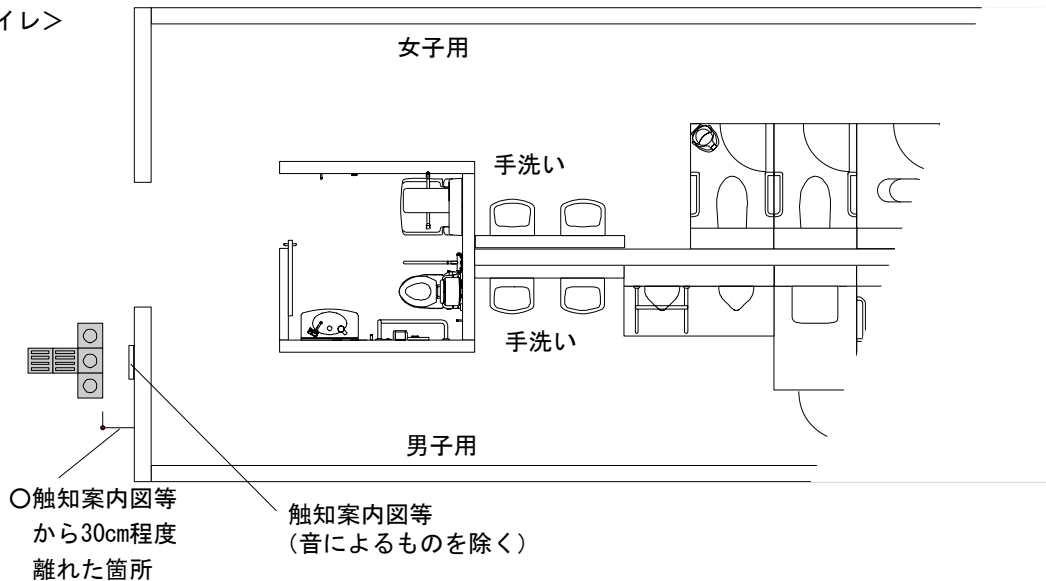 イレ>
女子用
手洗い
手洗い
男子用
○触知案内図等
から30cm程度
離れた箇所
触知案内図等
（音によるものを除く）